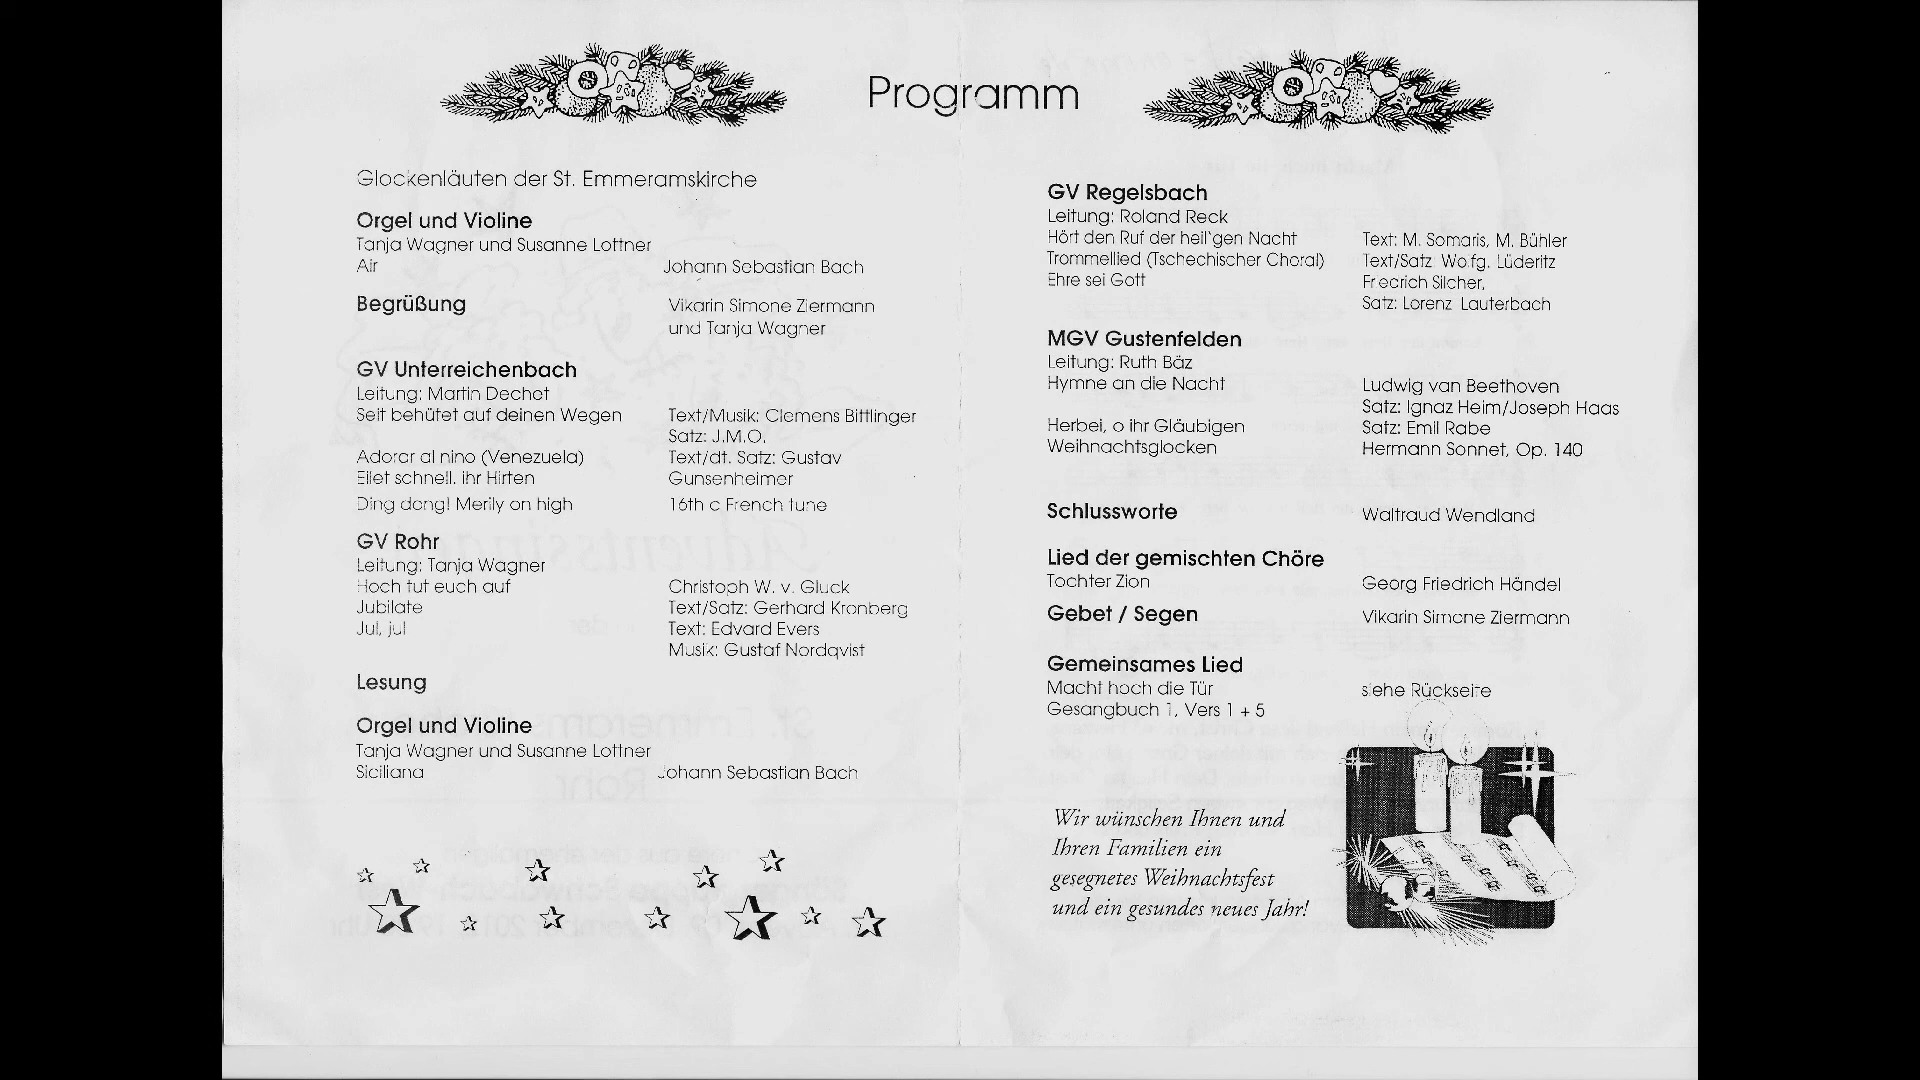 Programm
Glockenläuten der St. Emmeramskirche
Orgel und Violine
Tanja Wagner und Susanne Lottner
Air Johann Sebastian Bach
Begrüßung Vikarin Simone Ziermann
und Tanja Wagner
GV Unterreichenbach
Leitung: Martin Dechet
Seit behütet auf deinen Wegen Text/Musik: Clemens Bittlinger
Satz: J.M.O.
Adorar al nino (Venezuela) Text/dt. Satz: Gustav
Eilet schnell, ihr Hirten Gunsenheimer
Ding dong! Merily on high 16th c French tune
GV Rohr
Leitung: Tanja Wagner
Hoch tut euch auf Christoph W. v. Gluck
Jubilate Text/Satz: Gerhard Kronberg
Jul, jul Text: Edvard Evers
Musik: Gustaf Nordqvist
Lesung
Orgel und Violine
Tanja Wagner und Susanne Lottner
Siciliana Johann Sebastian Bach
GV Regelsbach
Leitung: Roland Reck
Hört den Ruf der heil'gen Nacht Text: M. Somaris, M. Bühler
Trommellied (Tschechischer Choral) Text/Satz: Wolfg. Lüderitz
Ehre sei Gott Friedrich Silcher,
Satz: Lorenz Lauterbach
MGV Gustenfelden
Leitung: Ruth Bäz
Hymne an die Nacht Ludwig van Beethoven
Satz: Ignaz Heim/Joseph Haas
Herbei, o ihr Gläubigen Satz: Emil Rabe
Weihnachtsglocken Hermann Sonnet, Op. 140
Schlussworte Waltraud Wendland
Lied der gemischten Chöre
Tochter Zion Georg Friedrich Händel
Gebet / Segen Vikarin Simone Ziermann
Gemeinsames Lied
Macht hoch die Tür siehe Rückseite
Gesangbuch 1, Vers 1 + 5
Wir wünschen Ihnen und
Ihren Familien ein
gesegnetes Weihnachtsfest
und ein gesundes neues Jahr!